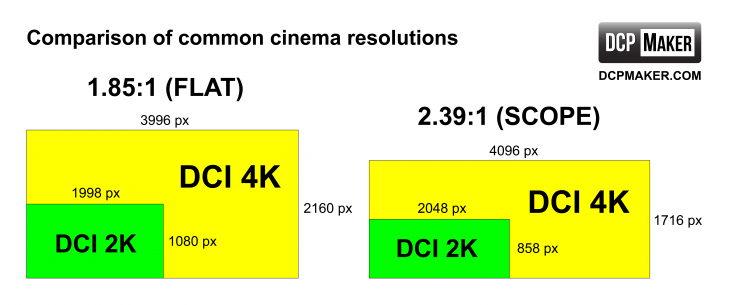 Comparison of common cinema resolutions
DCP MAKER
DCPMAKER.COM
1.85:1 (FLAT)
3996 px
DCI 4K
1998 px
2160 px
DCI 2K
1080 px
2.39:1 (SCOPE)
4096 px
DCI 4K
2048 px
1716 px
DCI 2K
858 px